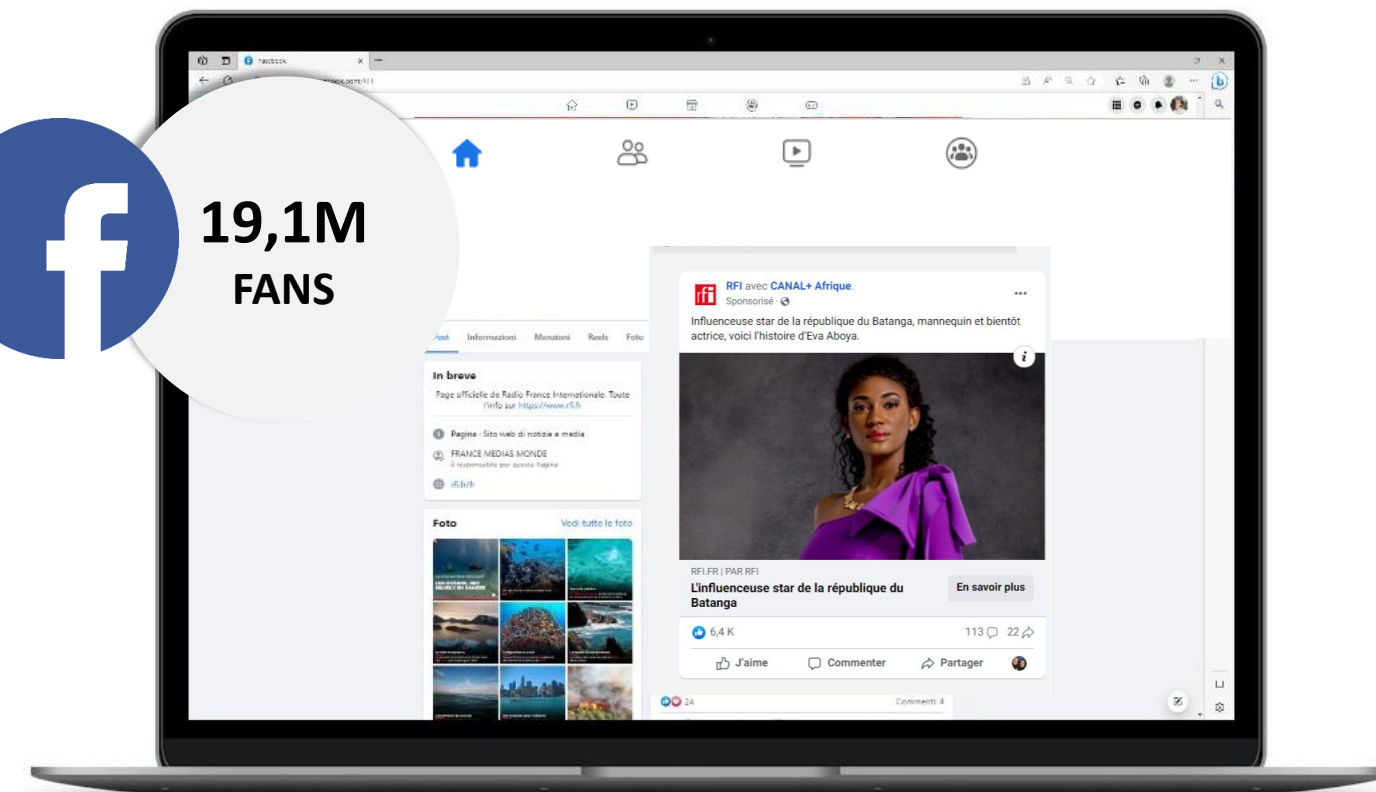 facebook
19,1M
FANS
Post Informazioni Menzioni Reels Foto
In breve
Page officielle de Radio France Internationale. Toute
l'info sur https://www.rfi.fr
Pagina · Sito web di notizie e media
FRANCE MEDIAS MONDE
è responsabile per questa Pagina
rfi.fr/fr
Foto
Vedi tutte le foto
rfi
RFI avec CANAL+ Afrique.
Sponsorisé ·
Influenceuse star de la république du Batanga, mannequin et bientôt
actrice, voici l'histoire d'Eva Aboya.
RFI.FR | PAR RFI
L'influenceuse star de la république du
Batanga
En savoir plus
6,4 K
113 22
J'aime Commenter Partager
24
Commenti: 4